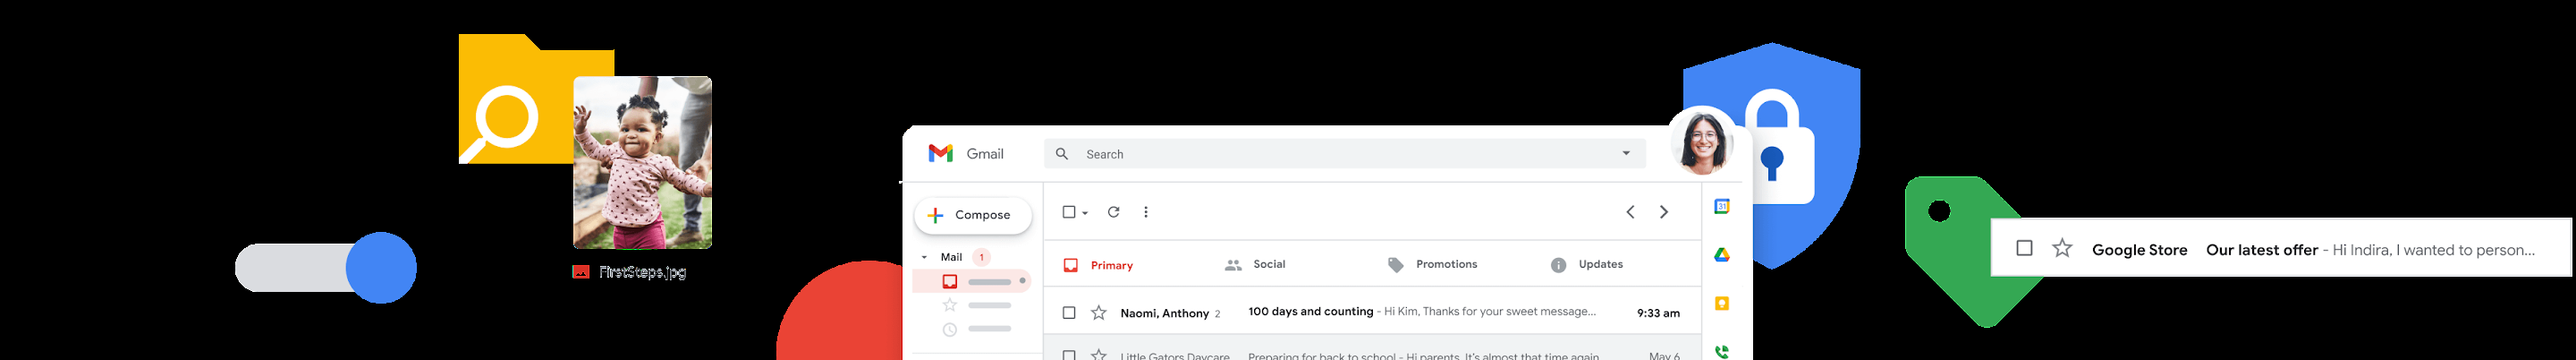 Gmail
Search
Compose
Mail 1
31
Primary
Social
Promotions
Updates
Naomi, Anthony 2 100 days and counting - Hi Kim, Thanks for your sweet message... 9:33 am
Little Gators Daycare Preparing for back to school - Hi parents, It's almost that time again May 6
FirstSteps.jpg
Google Store Our latest offer - Hi Indira, I wanted to person...